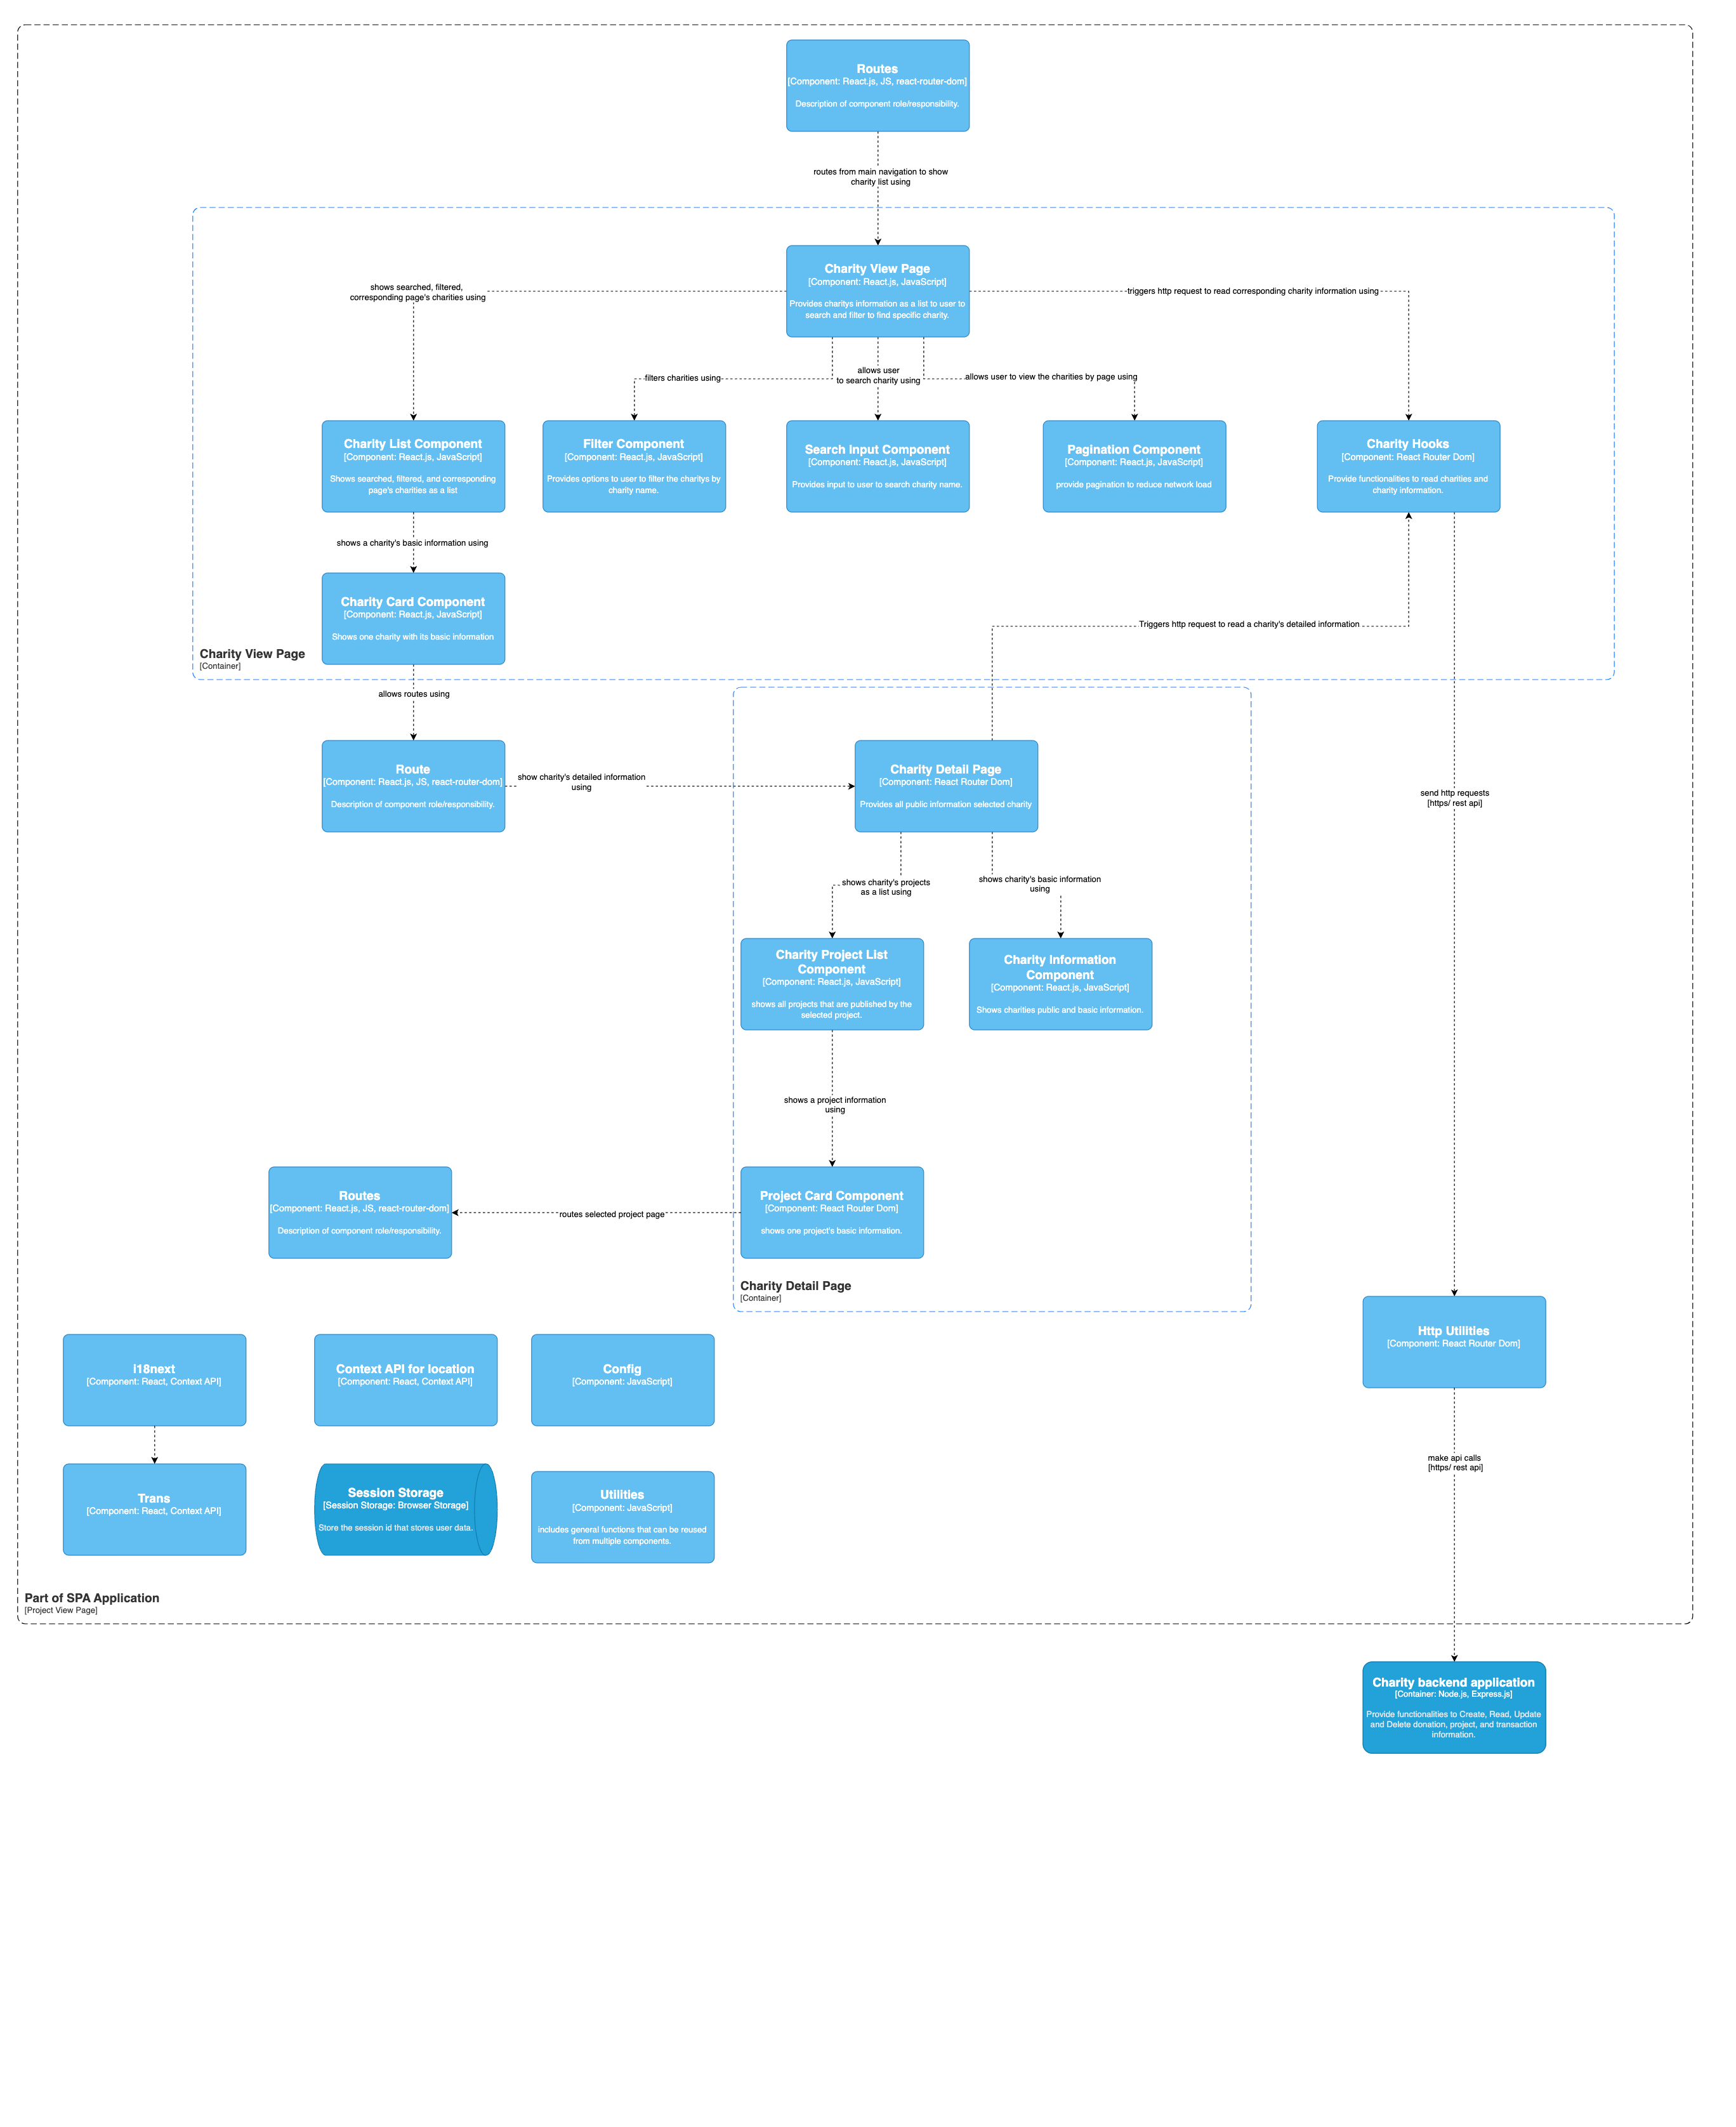 Routes
[Component: React.js, JS, react-router-dom]
Description of component role/responsibility.
routes from main navigation to show
charity list using
Charity View Page
[Component: React.js, JavaScript]
Provides charitys information as a list to user to
search and filter to find specific charity.
shows searched, filtered,
corresponding page's charities using
triggers http request to read corresponding charity information using
filters charities using
allows user
to search charity using
allows user to view the charities by page using
Charity List Component
[Component: React.js, JavaScript]
Shows searched, filtered, and corresponding
page's charities as a list
Filter Component
[Component: React.js, JavaScript]
Provides options to user to filter the charitys by
charity name.
Search Input Component
[Component: React.js, JavaScript]
Provides input to user to search charity name.
Pagination Component
[Component: React.js, JavaScript]
provide pagination to reduce network load
Charity Hooks
[Component: React Router Dom]
Provide functionalities to read charities and
charity information.
shows a charity's basic information using
Charity Card Component
[Component: React.js, JavaScript]
Shows one charity with its basic information
Triggers http request to read a charity's detailed information
Charity View Page
[Container]
allows routes using
Route
[Component: React.js, JS, react-router-dom]
Description of component role/responsibility.
show charity's detailed information
using
Charity Detail Page
[Component: React Router Dom]
Provides all public information selected charity
send http requests
[https/ rest api]
shows charity's projects
as a list using
shows charity's basic information
using
Charity Project List
Component
[Component: React.js, JavaScript]
shows all projects that are published by the
selected project.
Charity Information
Component
[Component: React.js, JavaScript]
Shows charities public and basic information.
shows a project information
using
Routes
[Component: React.js, JS, react-router-dom]
Description of component role/responsibility.
routes selected project page
Project Card Component
[Component: React Router Dom]
shows one project's basic information.
Charity Detail Page
[Container]
Http Utilities
[Component: React Router Dom]
i18next
[Component: React, Context API]
Context API for location
[Component: React, Context API]
Config
[Component: JavaScript]
make api calls
[https/ rest api]
Trans
[Component: React, Context API]
Session Storage
[Session Storage: Browser Storage]
Store the session id that stores user data.
Utilities
[Component: JavaScript]
includes general functions that can be reused
from multiple components.
Part of SPA Application
[Project View Page]
Charity backend application
[Container: Node.js, Express.js]
Provide functionalities to Create, Read, Update
and Delete donation, project, and transaction
information.